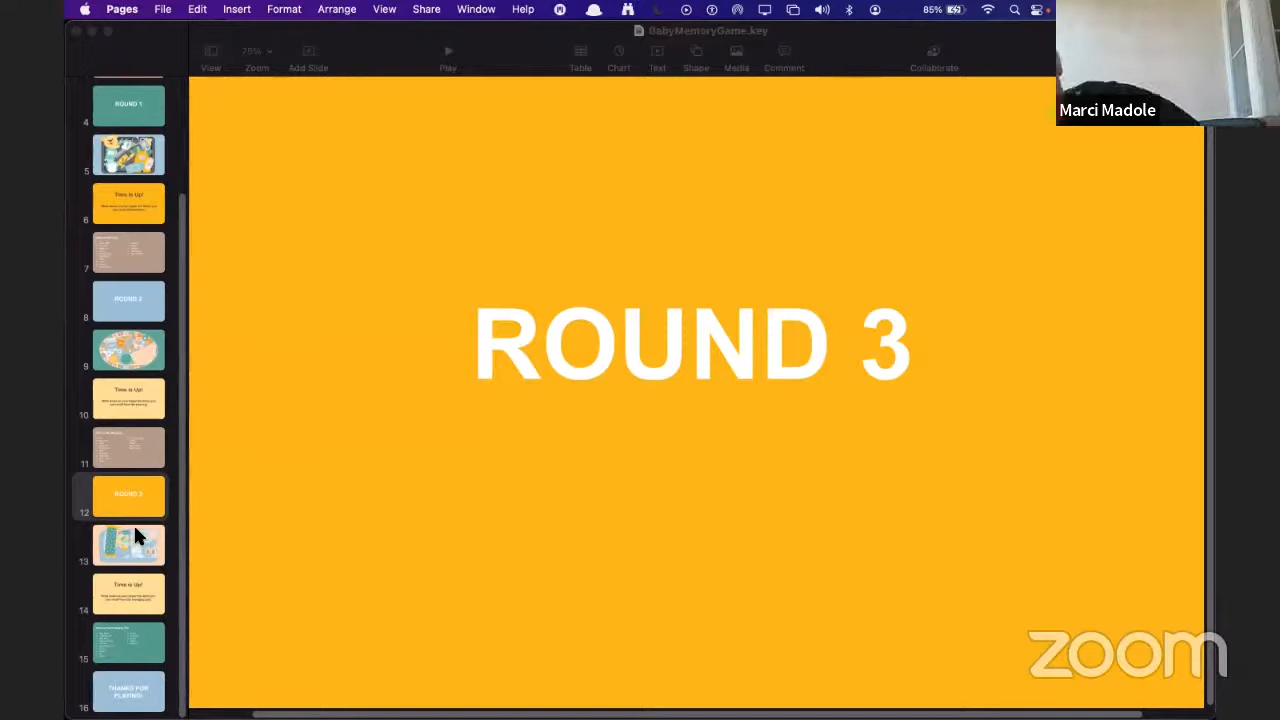 Pages File Edit Insert Format Arrange View Share Window Help 85%
BabyMemoryGame.key
75%
View Zoom Add Slide Play Table Chart Text Shape Media Comment Collaborate
Marci Madole
ROUND 1
4
5
Time is Up!
6
7
ROUND 2
8
9
Time is Up!
10
11
ROUND 3
12
13
Time is Up!
14
15
THANKS FOR
PLAYING!
16
ROUND 3
zoom